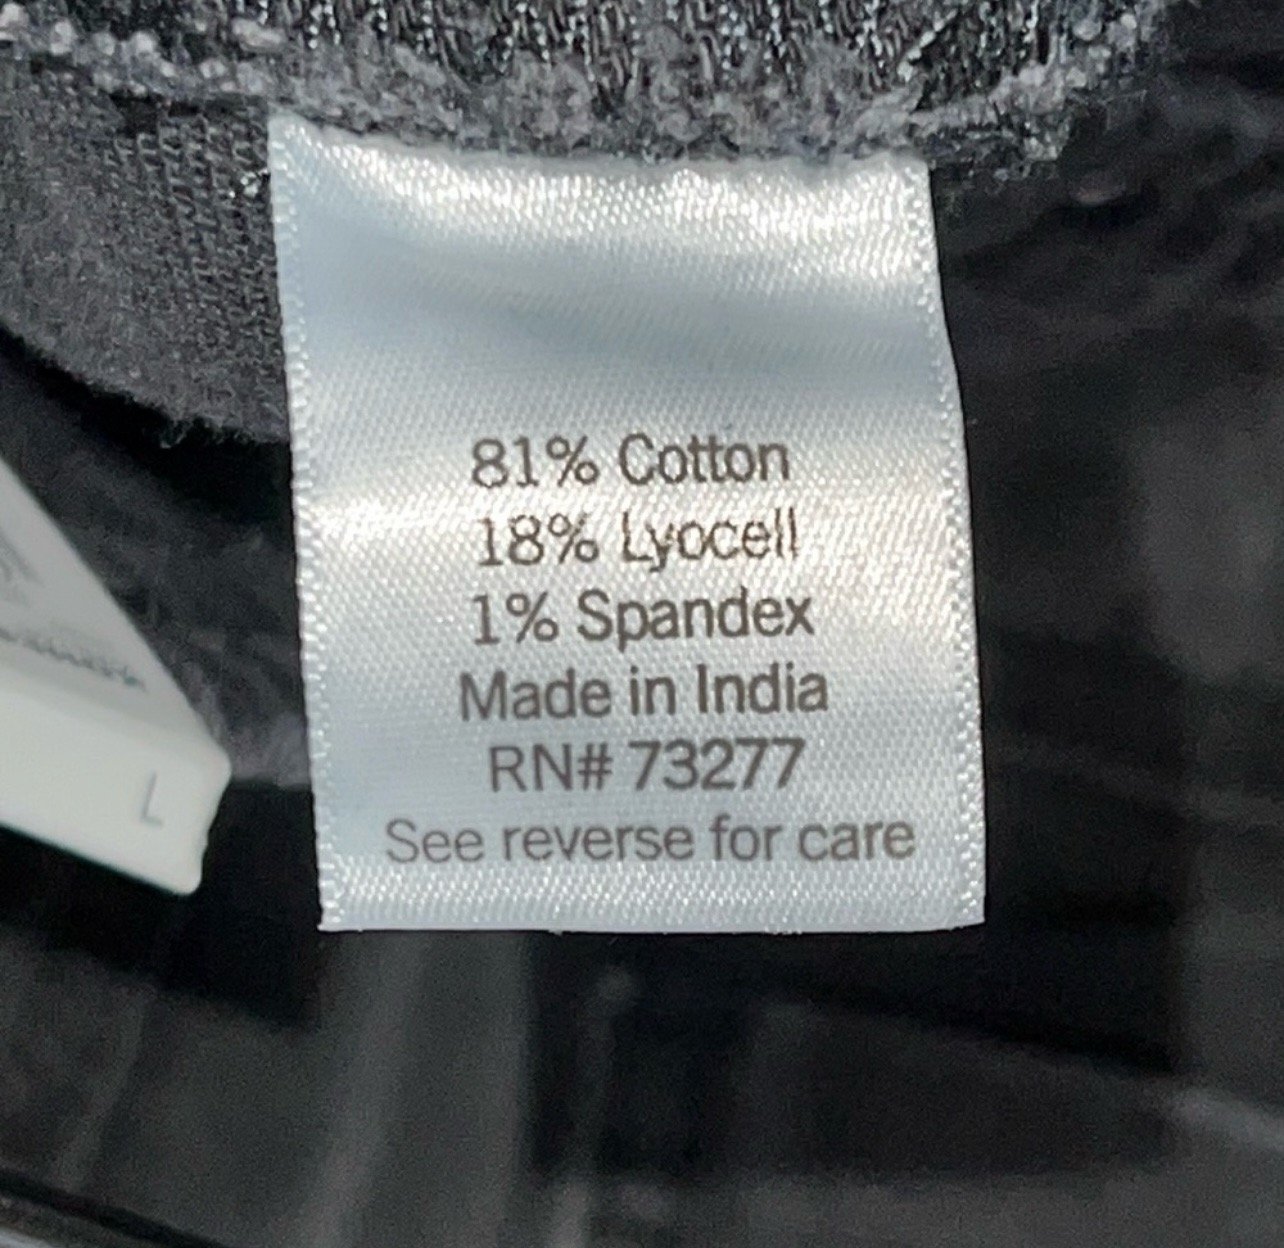 81% Cotton
18% Lyocell
1% Spandex
Made in India
RN# 73277
See reverse for care
L